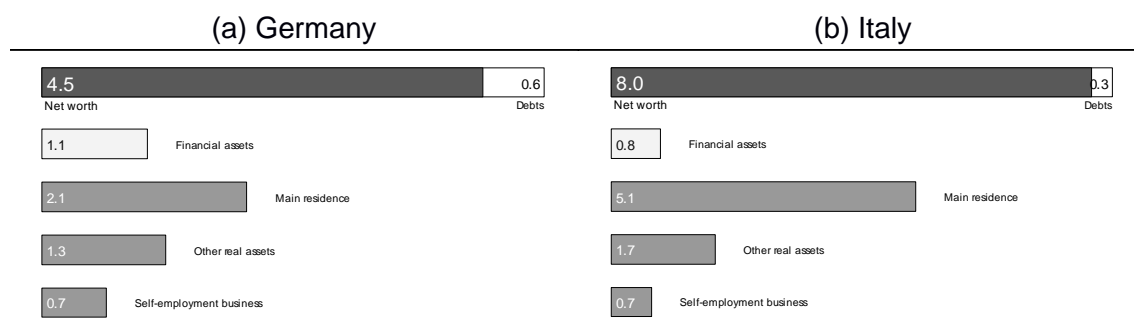 (a) Germany
4.5 0.6
Net worth Debts
1.1 Financial assets
2.1 Main residence
1.3 Other real assets
0.7 Self-employment business
(b) Italy
8.0 0.3
Net worth Debts
0.8 Financial assets
5.1 Main residence
1.7 Other real assets
0.7 Self-employment business